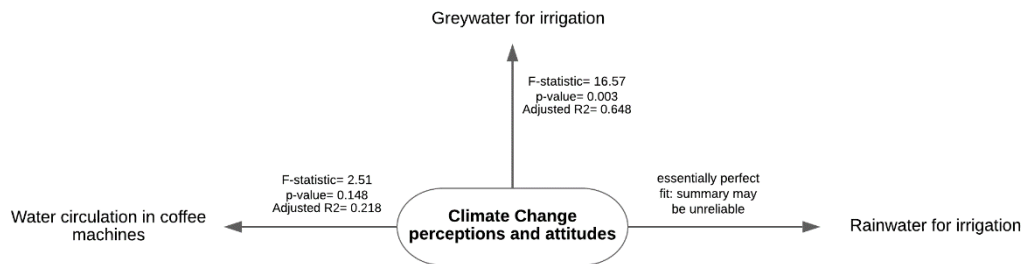 Greywater for irrigation
F-statistic= 16.57
p-value= 0.003
Adjusted R2= 0.648
F-statistic= 2.51
p-value= 0.148
Adjusted R2= 0.218
essentially perfect
fit: summary may
be unreliable
Water circulation in coffee
machines
Climate Change
perceptions and attitudes
Rainwater for irrigation